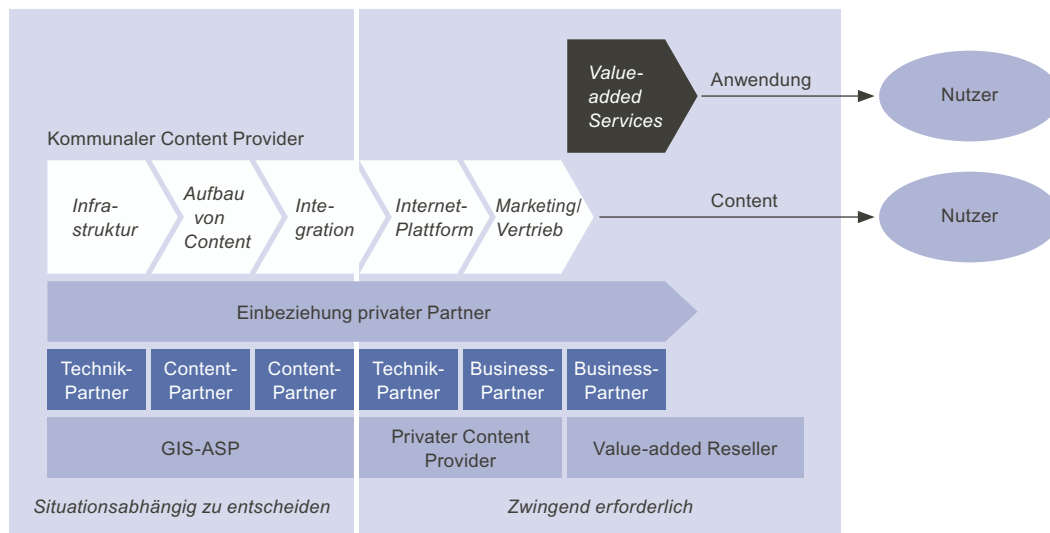 Value-
added
Services
Anwendung
Nutzer
Kommunaler Content Provider
Infra-
struktur
Aufbau
von
Content
Inte-
gration
Internet-
Plattform
Marketing/
Vertrieb
Content
Nutzer
Einbeziehung privater Partner
Technik-
Partner
Content-
Partner
Content-
Partner
Technik-
Partner
Business-
Partner
Business-
Partner
GIS-ASP
Privater Content
Provider
Value-added Reseller
Situationsabhängig zu entscheiden
Zwingend erforderlich